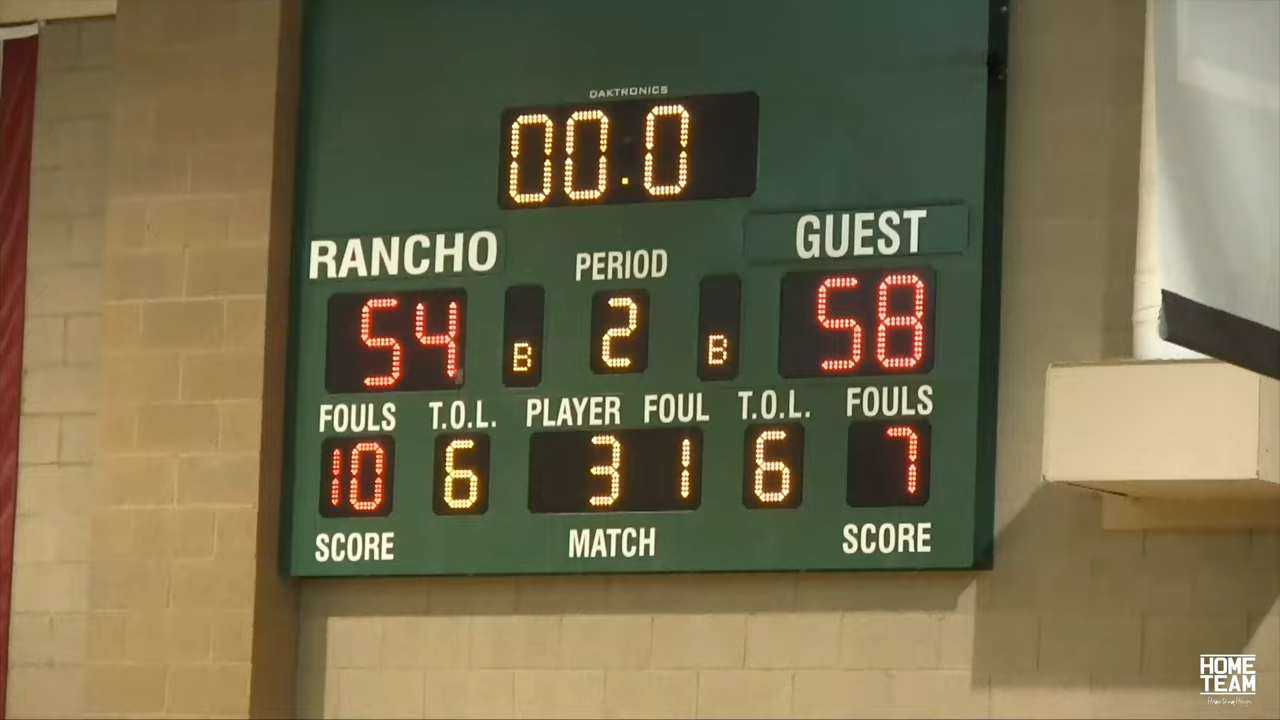 DAKTRONICS
00.0
RANCHO
GUEST
PERIOD
54 B 2 B 58
FOULS T.O.L. PLAYER FOUL T.O.L. FOULS
10 6 3 1 6 7
SCORE MATCH SCORE
HOME
TEAM